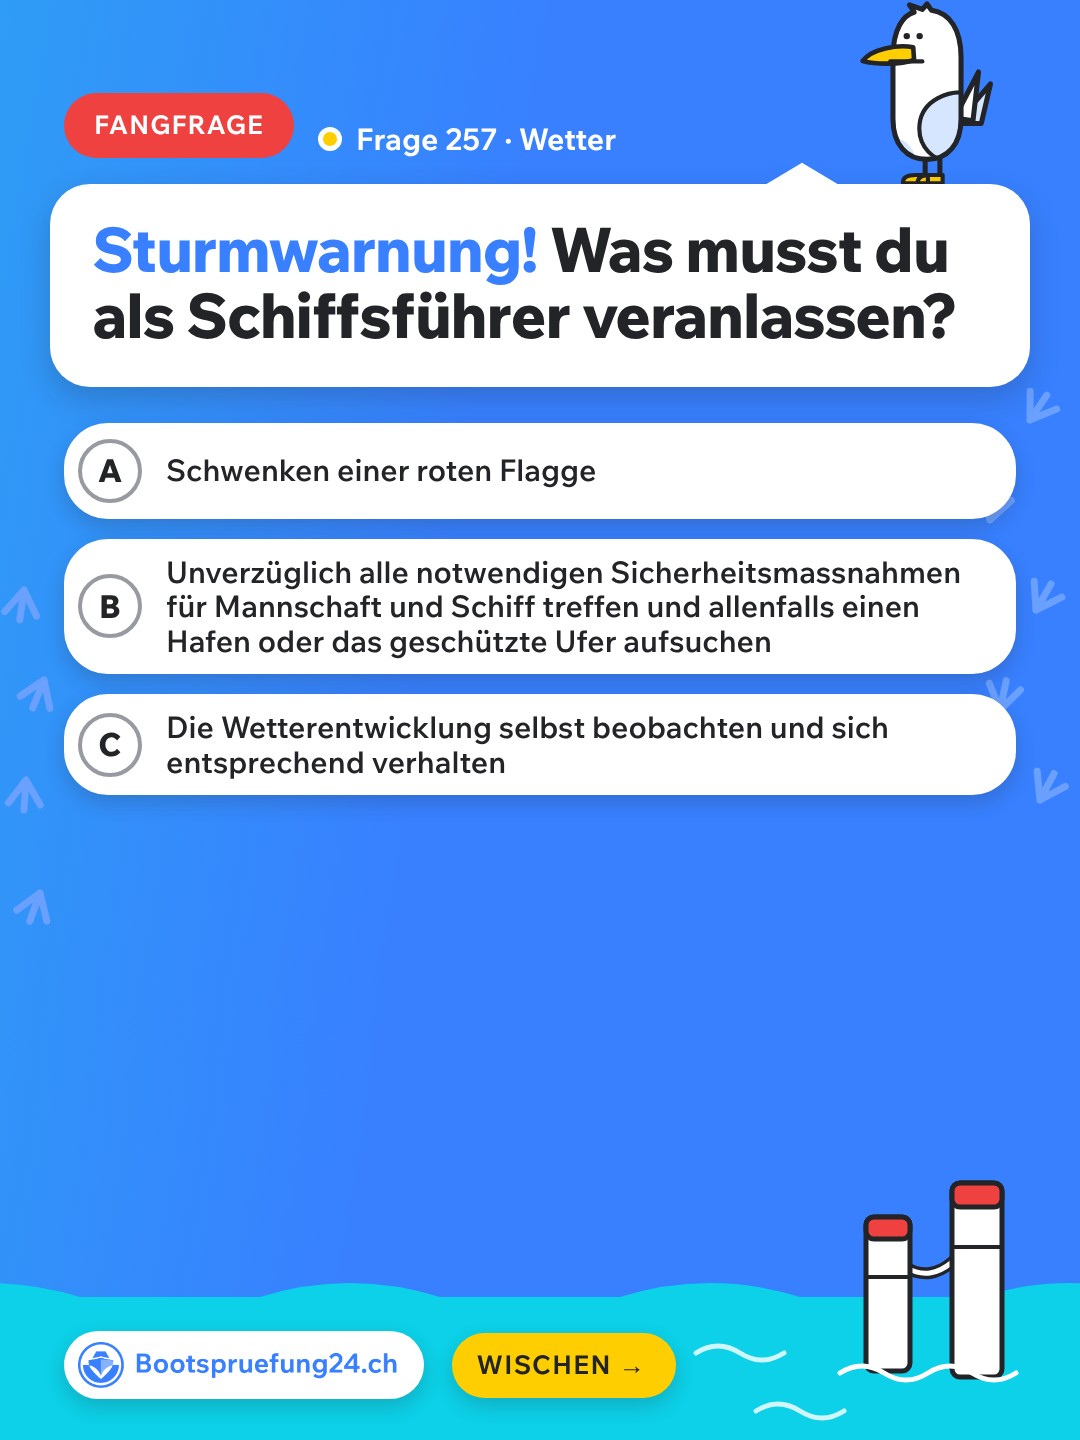 FANGFRAGE
Frage 257 · Wetter
Sturmwarnung! Was musst du
als Schiffsführer veranlassen?
A Schwenken einer roten Flagge
B Unverzüglich alle notwendigen Sicherheitsmassnahmen
für Mannschaft und Schiff treffen und allenfalls einen
Hafen oder das geschützte Ufer aufsuchen
C Die Wetterentwicklung selbst beobachten und sich
entsprechend verhalten
Bootspruefung24.ch
WISCHEN →